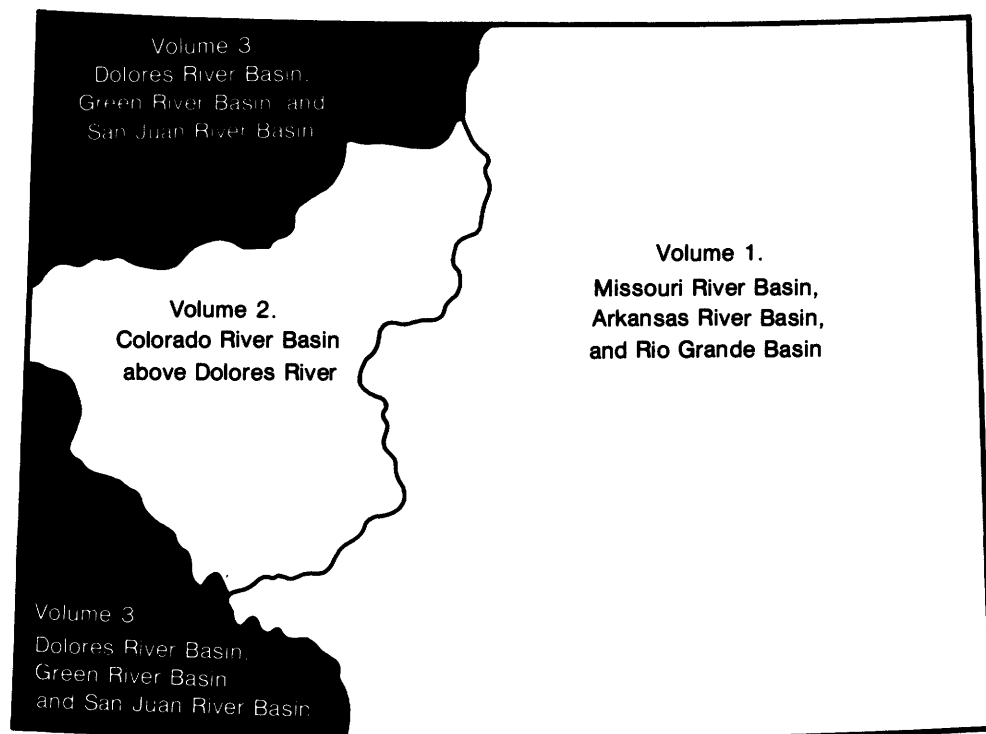 Volume 3.
Dolores River Basin,
Green River Basin, and
San Juan River Basin
Volume 1.
Missouri River Basin,
Arkansas River Basin,
and Rio Grande Basin
Volume 2.
Colorado River Basin
above Dolores River
Volume 3
Dolores River Basin,
Green River Basin
and San Juan River Basin